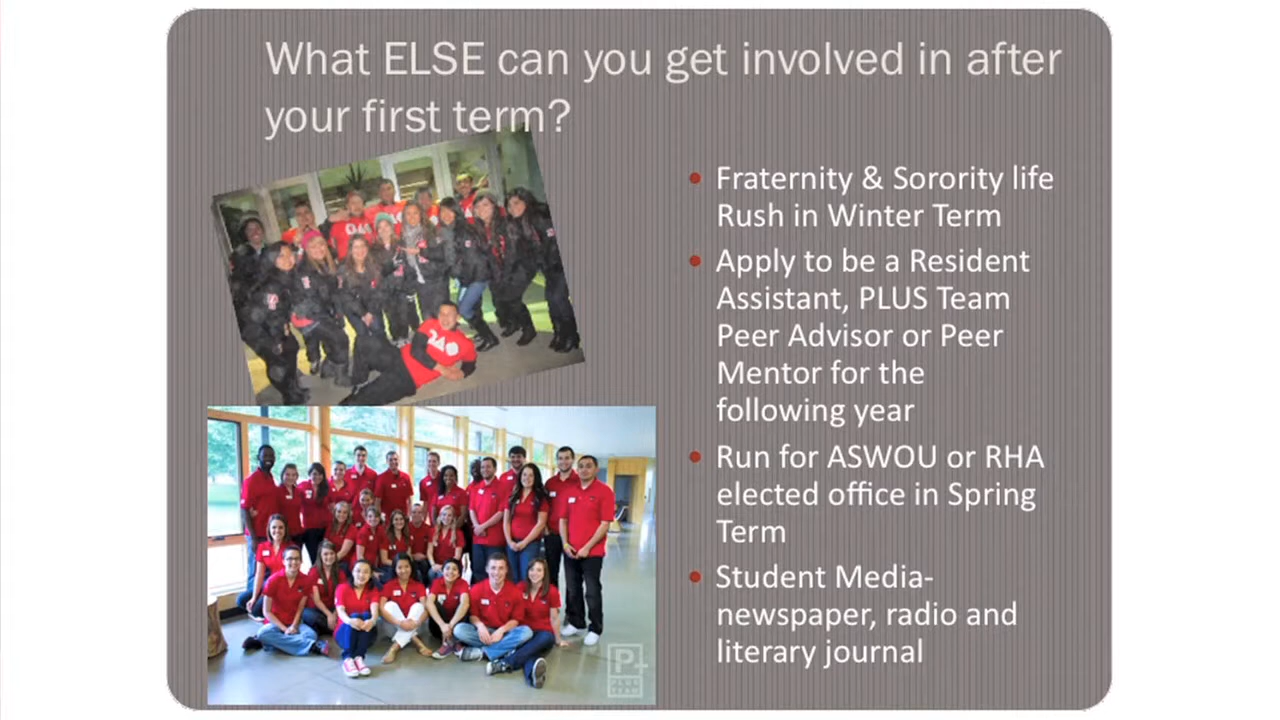 What ELSE can you get involved in after
your first term?
Fraternity & Sorority life
Rush in Winter Term
Apply to be a Resident
Assistant, PLUS Team
Peer Advisor or Peer
Mentor for the
following year
Run for ASWOU or RHA
elected office in Spring
Term
Student Media-
newspaper, radio and
literary journal
P+
PLUS
TEAM